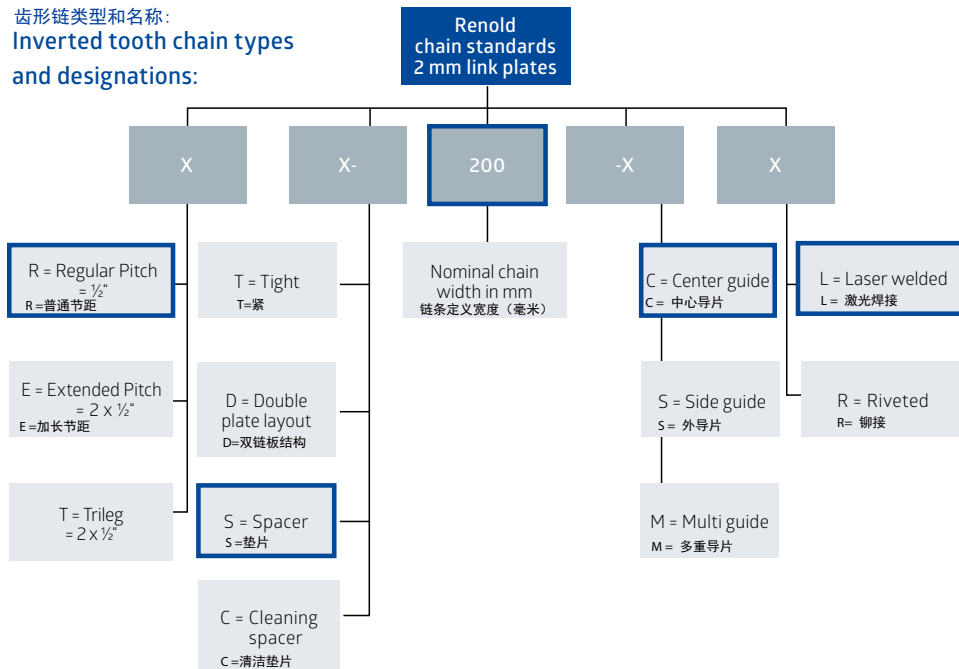 齿形链类型和名称:
Inverted tooth chain types
and designations:
Renold
chain standards
2 mm link plates
X
X-
200
-X
X
R = Regular Pitch
= ½“
R=普通节距
E = Extended Pitch
= 2 x ½“
E=加长节距
T = Trileg
= 2 x ½“
T = Tight
T=紧
D = Double
plate layout
D=双链板结构
S = Spacer
S=垫片
C = Cleaning
spacer
C=清洁垫片
Nominal chain
width in mm
链条定义宽度（毫米）
C = Center guide
C = 中心导片
S = Side guide
S = 外导片
M = Multi guide
M = 多重导片
L = Laser welded
L = 激光焊接
R = Riveted
R= 铆接